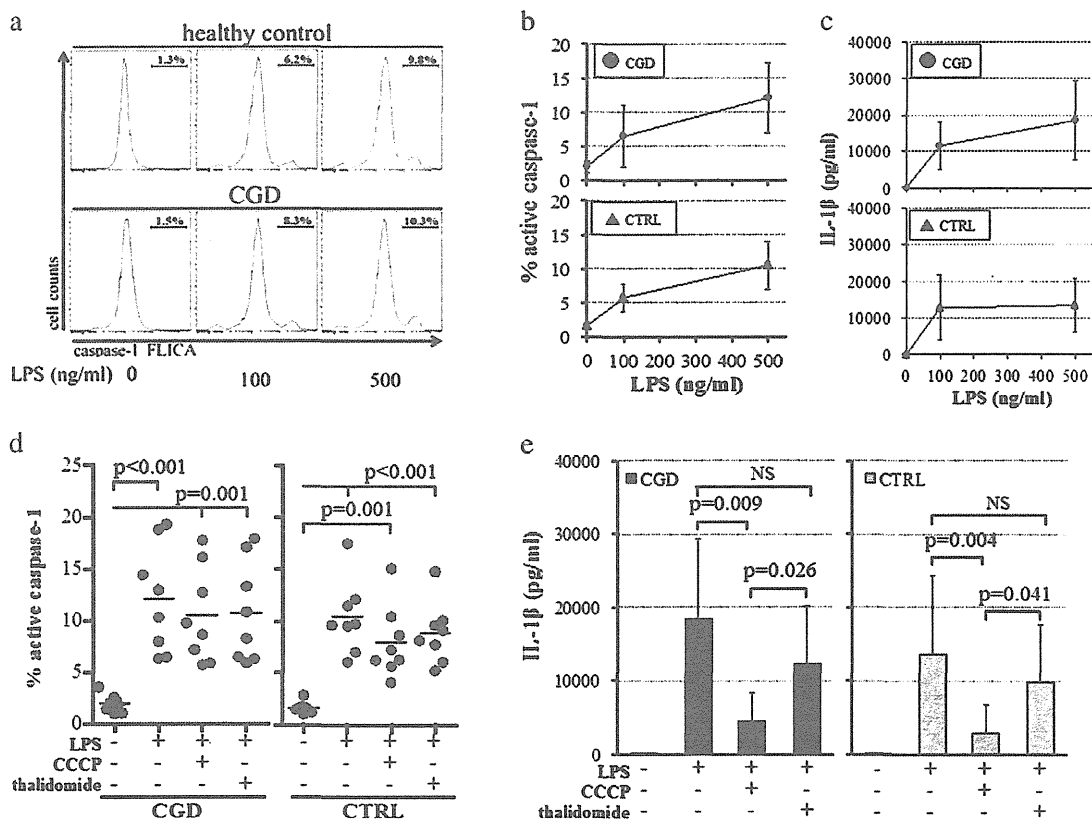 a
healthy control
1.3%
6.2%
9.8%
CGD
1.5%
8.3%
10.3%
cell counts
caspase-1 FLICA
LPS (ng/ml) 0 100 500
b
20
15
10
5
0
CGD
% active caspase-1
20
15
10
5
0
CTRL
0 100 200 300 400 500
LPS (ng/ml)
c
40000
30000
20000
10000
0
CGD
IL-1β (pg/ml)
40000
30000
20000
10000
0
CTRL
0 100 200 300 400 500
LPS (ng/ml)
d
25
20
15
10
5
0
% active caspase-1
p<0.001
p=0.001
p<0.001
p=0.001
LPS - + + + - + + +
CCCP - - + - - - + -
thalidomide - - - + - - - +
CGD CTRL
e
40000
30000
20000
10000
0
IL-1β (pg/ml)
CGD
NS
p=0.009
p=0.026
CTRL
NS
p=0.004
p=0.041
LPS - + + + - + + +
CCCP - - + - - - + -
thalidomide - - - + - - - +